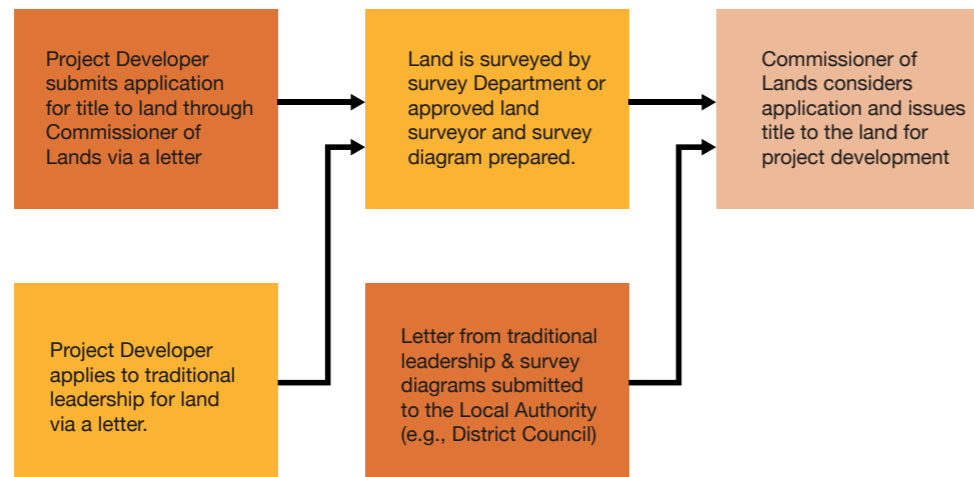 Project Developer
submits application
for title to land through
Commissioner of
Lands via a letter
Land is surveyed by
survey Department or
approved land
surveyor and survey
diagram prepared.
Commissioner of
Lands considers
application and issues
title to the land for
project development
Project Developer
applies to traditional
leadership for land
via a letter.
Letter from traditional
leadership & survey
diagrams submitted
to the Local Authority
(e.g., District Council)